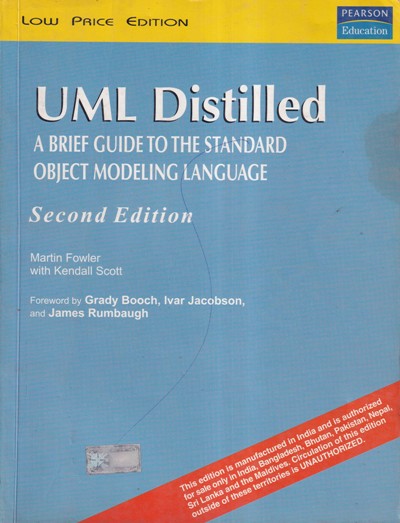 LOW PRICE EDITION
PEARSON
Education
UML Distilled
A BRIEF GUIDE TO THE STANDARD
OBJECT MODELING LANGUAGE
Second Edition
Martin Fowler
with Kendall Scott
Foreword by Grady Booch, Ivar Jacobson,
and James Rumbaugh
This edition is manufactured in India and is authorized
for sale only in India, Bangladesh, Bhutan, Pakistan, Nepal,
Sri Lanka and the Maldives. Circulation of this edition
outside of these territories is UNAUTHORIZED.